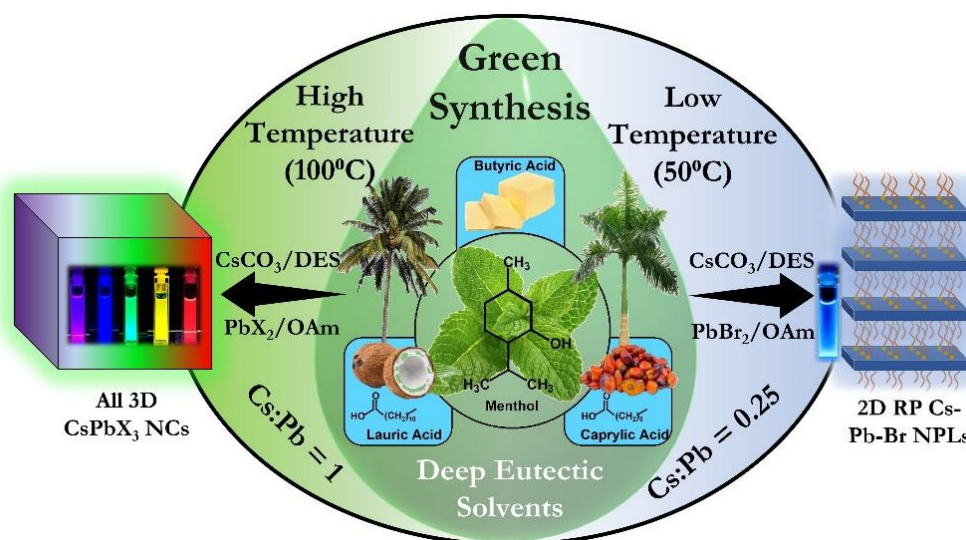 Green
Synthesis
High
Temperature
(100⁰C)
Low
Temperature
(50⁰C)
Butyric Acid
CsCO₃/DES
PbX₂/OAm
CsCO₃/DES
PbBr₂/OAm
CH₃
OH
H₃C
CH₃
Menthol
HO
O
(CH₂)₁₀
Lauric Acid
HO
O
(CH₂)₆
Caprylic Acid
All 3D
CsPbX₃ NCs
2D RP Cs-
Pb-Br NPLs
Cs:Pb = 1
Cs:Pb = 0.25
Deep Eutectic
Solvents